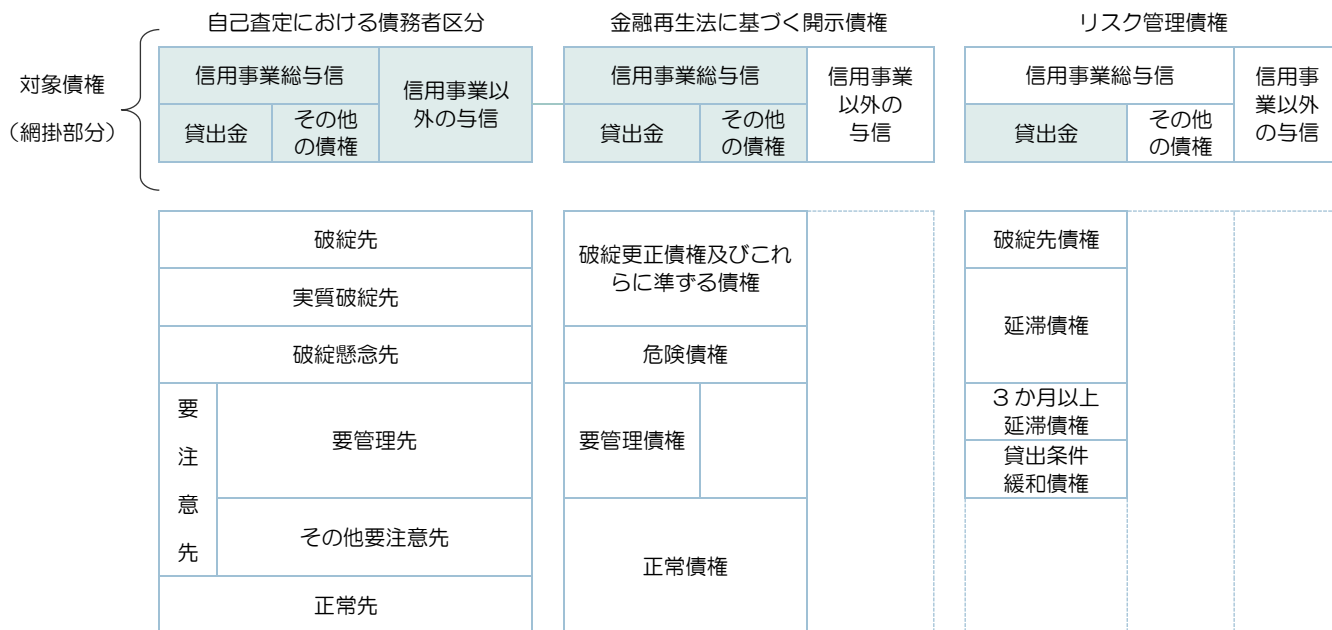 自己査定における債務者区分
金融再生法に基づく開示債権
リスク管理債権
対象債権
（網掛部分）
信用事業総与信
信用事業以
外の与信
貸出金
その他
の債権
信用事業総与信
信用事業
以外の
与信
貸出金
その他
の債権
信用事業総与信
信用事
業以外
の与信
貸出金
その他
の債権
破綻先
実質破綻先
破綻懸念先
要
注
意
先
要管理先
その他要注意先
正常先
破綻更正債権及びこれ
らに準ずる債権
危険債権
要管理債権
正常債権
破綻先債権
延滞債権
３か月以上
延滞債権
貸出条件
緩和債権